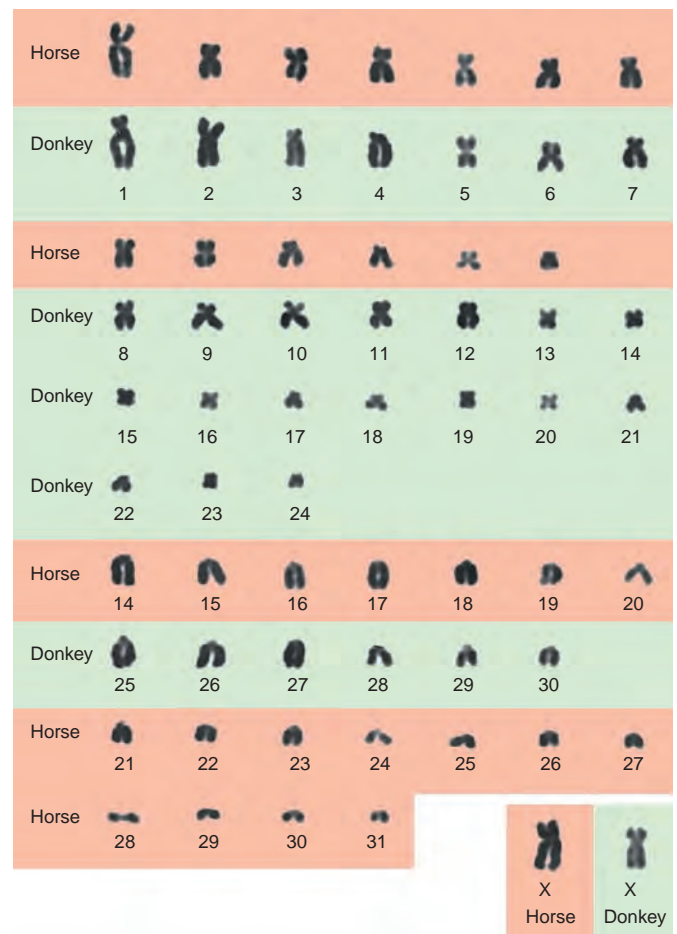 Horse
Donkey
1 2 3 4 5 6 7
Horse
Donkey
8 9 10 11 12 13 14
Donkey
15 16 17 18 19 20 21
Donkey
22 23 24
Horse
14 15 16 17 18 19 20
Donkey
25 26 27 28 29 30
Horse
21 22 23 24 25 26 27
Horse
28 29 30 31
X X
Horse Donkey